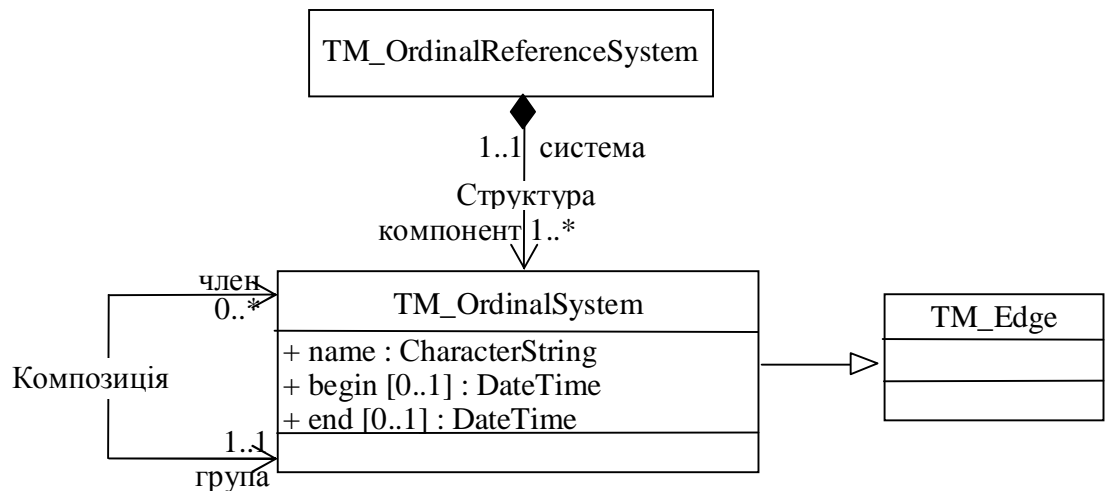 TM_OrdinalReferenceSystem
1..1 система
Структура
компонент 1..*
член
0..*
TM_OrdinalSystem
TM_Edge
+ name : CharacterString
+ begin [0..1] : DateTime
+ end [0..1] : DateTime
Композиція
1..1
група